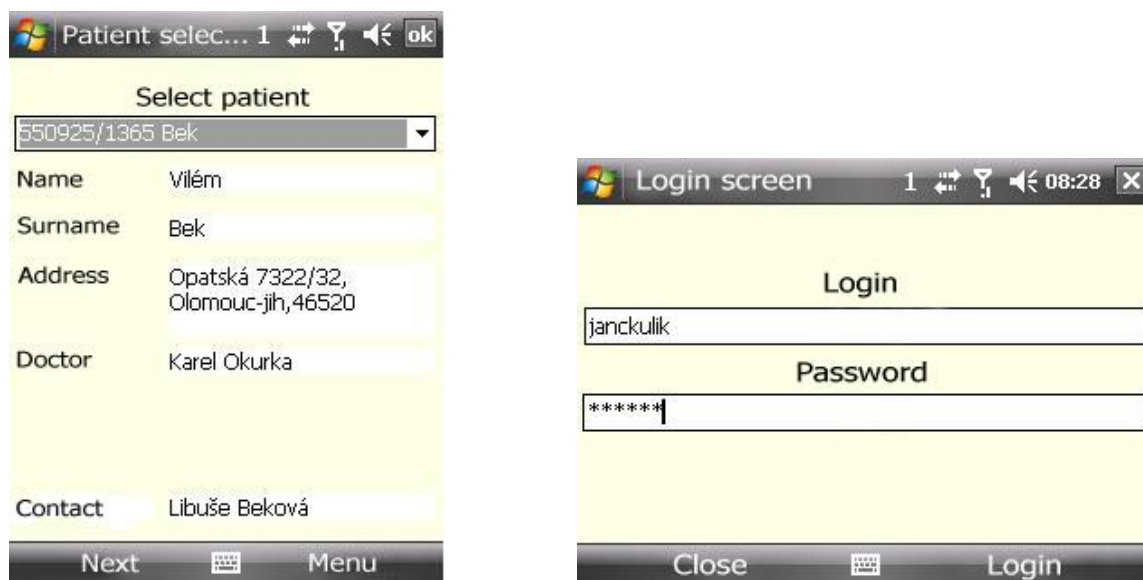 Patient selec... 1 ok
Select patient
550925/1365 Bek
Name Vilém
Surname Bek
Address Opatská 7322/32,
Olomouc-jih,46520
Doctor Karel Okurka
Contact Libuše Beková
Next Menu
Login screen 1 08:28 X
Login
janckulik
Password
******
Close Login